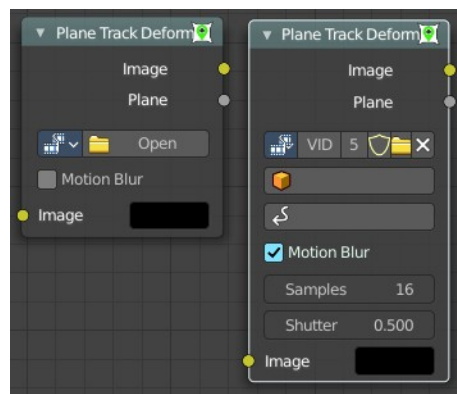 Plane Track Deform
Image
Plane
Open
Motion Blur
Image
Plane Track Deform
Image
Plane
VID 5
Motion Blur
Samples 16
Shutter 0.500
Image